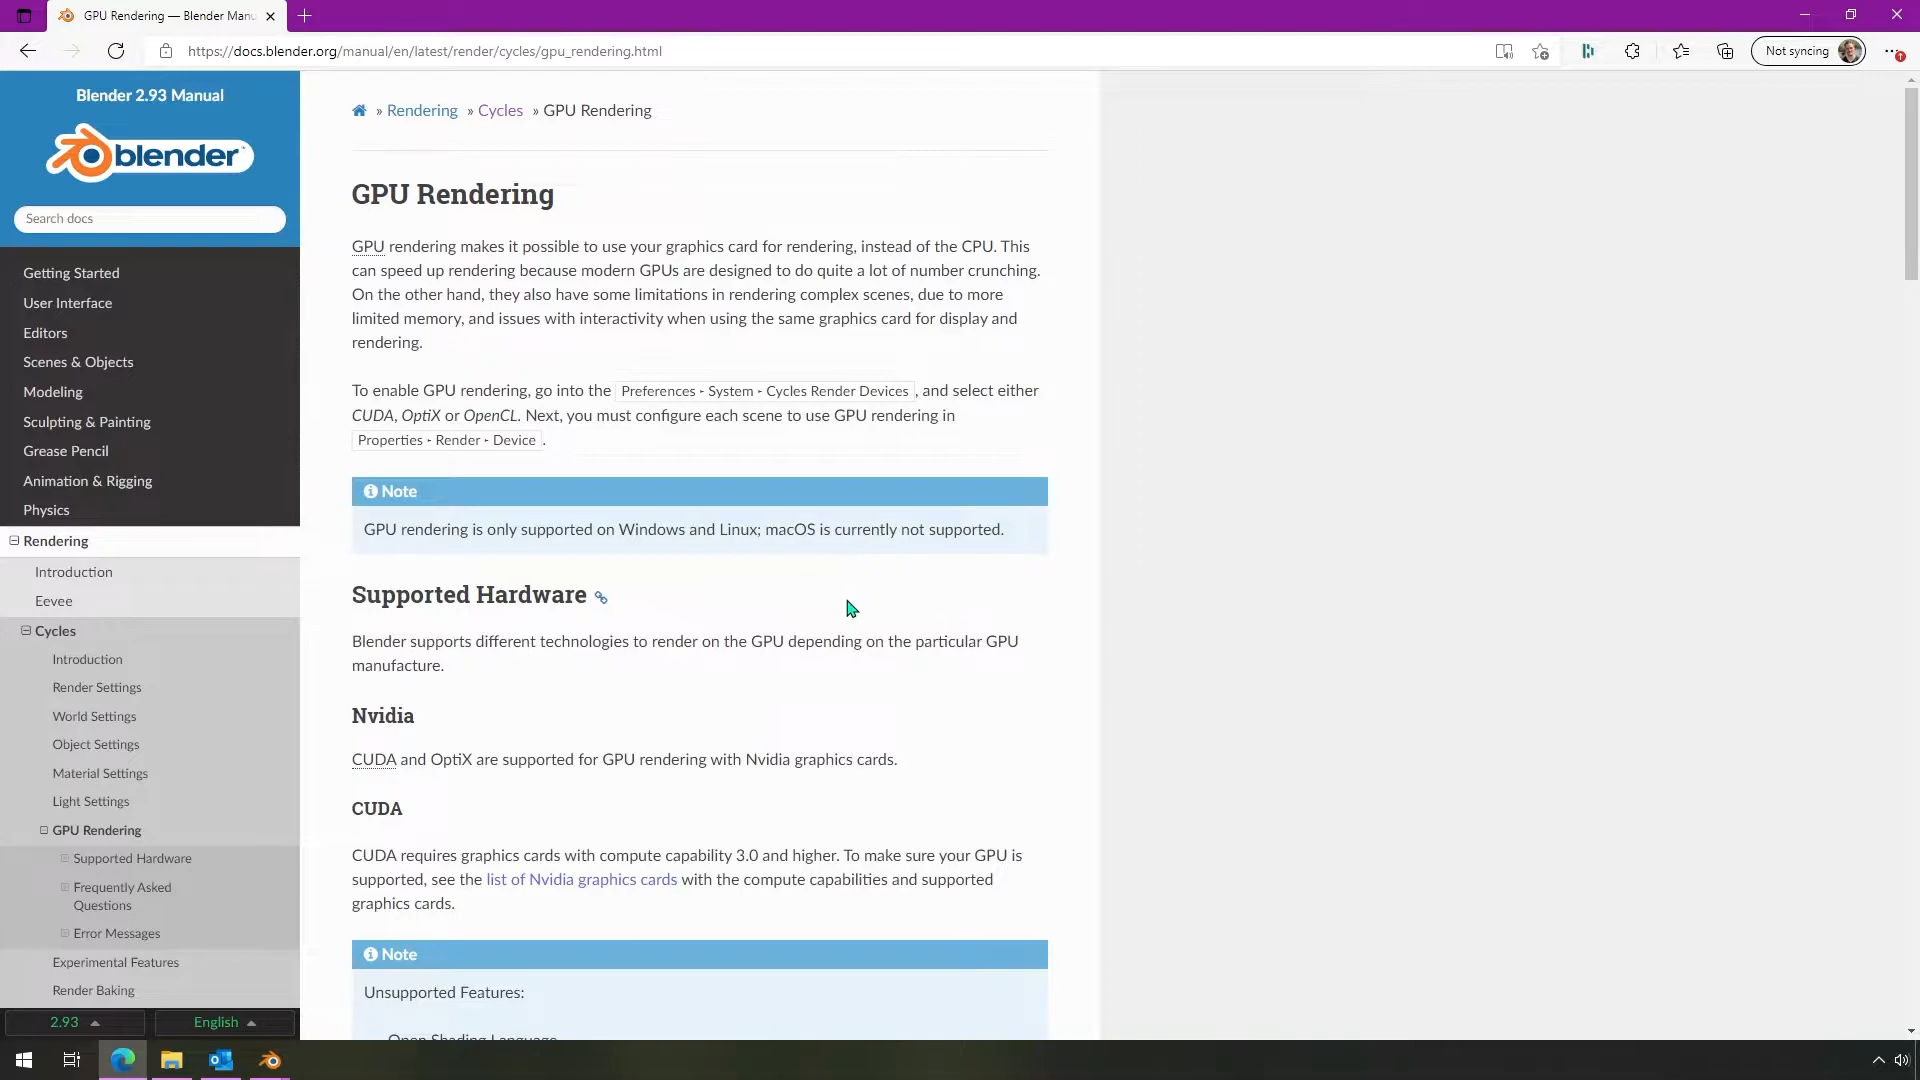 GPU Rendering — Blender Manu
https://docs.blender.org/manual/en/latest/render/cycles/gpu_rendering.html
Not syncing
Blender 2.93 Manual
blender
Search docs
Getting Started
User Interface
Editors
Scenes & Objects
Modeling
Sculpting & Painting
Grease Pencil
Animation & Rigging
Physics
Rendering
Introduction
Eevee
Cycles
Introduction
Render Settings
World Settings
Object Settings
Material Settings
Light Settings
GPU Rendering
Supported Hardware
Frequently Asked
Questions
Error Messages
Experimental Features
Render Baking
2.93
English
» Rendering » Cycles » GPU Rendering
GPU Rendering
GPU rendering makes it possible to use your graphics card for rendering, instead of the CPU. This
can speed up rendering because modern GPUs are designed to do quite a lot of number crunching.
On the other hand, they also have some limitations in rendering complex scenes, due to more
limited memory, and issues with interactivity when using the same graphics card for display and
rendering.
To enable GPU rendering, go into the Preferences ‣ System ‣ Cycles Render Devices, and select either
CUDA, OptiX or OpenCL. Next, you must configure each scene to use GPU rendering in
Properties ‣ Render ‣ Device.
Note
GPU rendering is only supported on Windows and Linux; macOS is currently not supported.
Supported Hardware
Blender supports different technologies to render on the GPU depending on the particular GPU
manufacture.
Nvidia
CUDA and OptiX are supported for GPU rendering with Nvidia graphics cards.
CUDA
CUDA requires graphics cards with compute capability 3.0 and higher. To make sure your GPU is
supported, see the list of Nvidia graphics cards with the compute capabilities and supported
graphics cards.
Note
Unsupported Features:
Open Shading Language